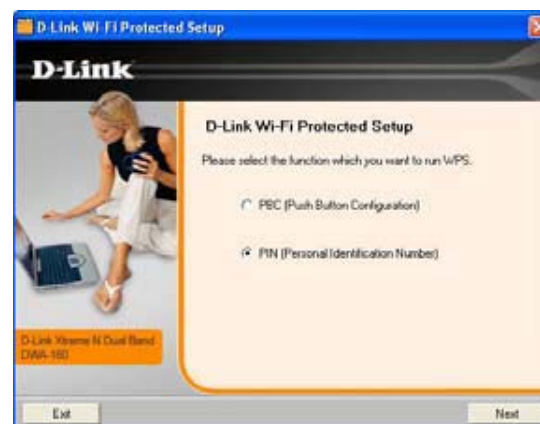 D-Link Wi-Fi Protected Setup
D-Link
D-Link Wi-Fi Protected Setup
Please select the function which you want to run WPS.
PBC (Push Button Configuration)
PIN (Personal Identification Number)
D-Link Xtreme N Dual Band
DWA-160
Exit
Next